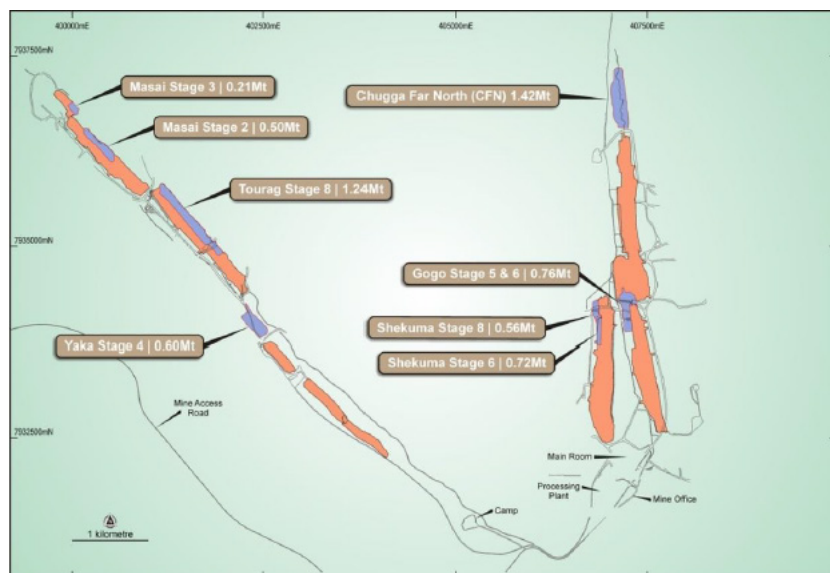 400000mE
402500mE
405000mE
407500mE
7937500mN
Masai Stage 3 | 0.21Mt
Chugga Far North (CFN) 1.42Mt
Masai Stage 2 | 0.50Mt
Tourag Stage 8 | 1.24Mt
7935000mN
Gogo Stage 5 & 6 | 0.76Mt
Shekuma Stage 8 | 0.56Mt
Yaka Stage 4 | 0.60Mt
Shekuma Stage 6 | 0.72Mt
Mine Access
Road
7932500mN
Main Room
Processing
Plant
Mine Office
Camp
1 kilometre